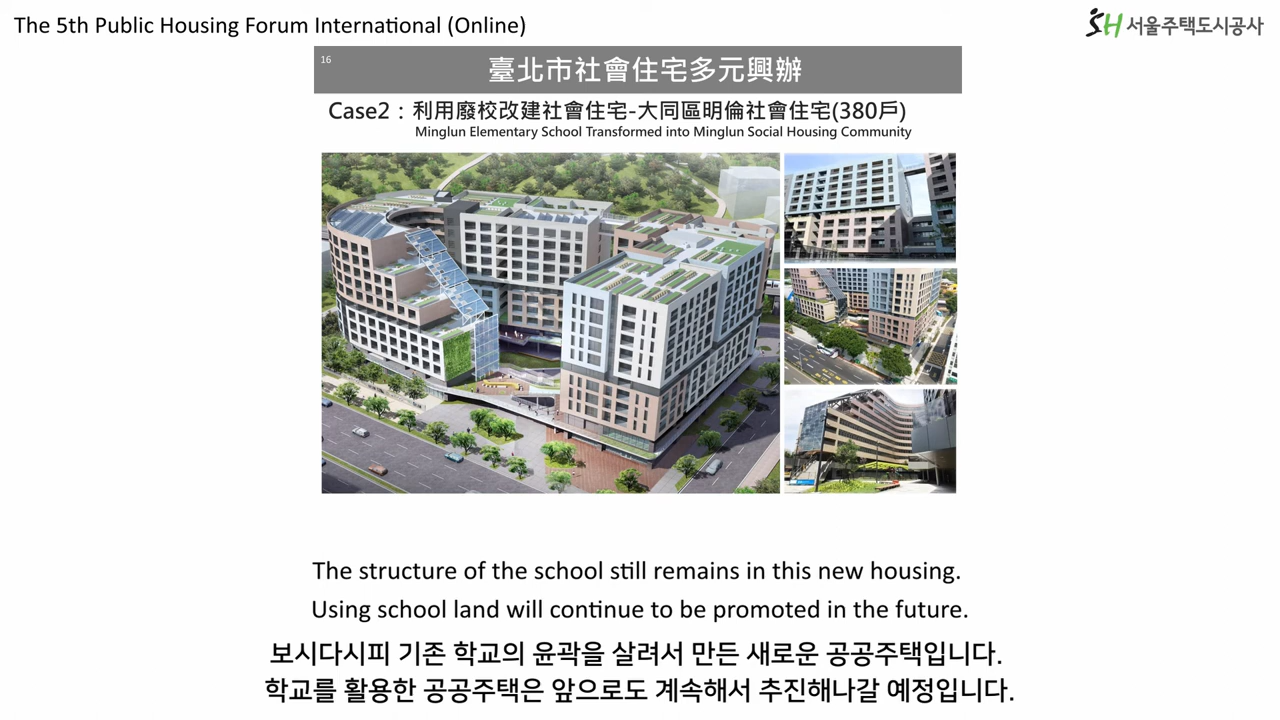 The 5th Public Housing Forum International (Online)
SH 서울주택도시공사
16
臺北市社會住宅多元興辦
Case2：利用廢校改建社會住宅-大同區明倫社會住宅(380戶)
Minglun Elementary School Transformed into Minglun Social Housing Community
The structure of the school still remains in this new housing.
Using school land will continue to be promoted in the future.
보시다시피 기존 학교의 윤곽을 살려서 만든 새로운 공공주택입니다.
학교를 활용한 공공주택은 앞으로도 계속해서 추진해나갈 예정입니다.